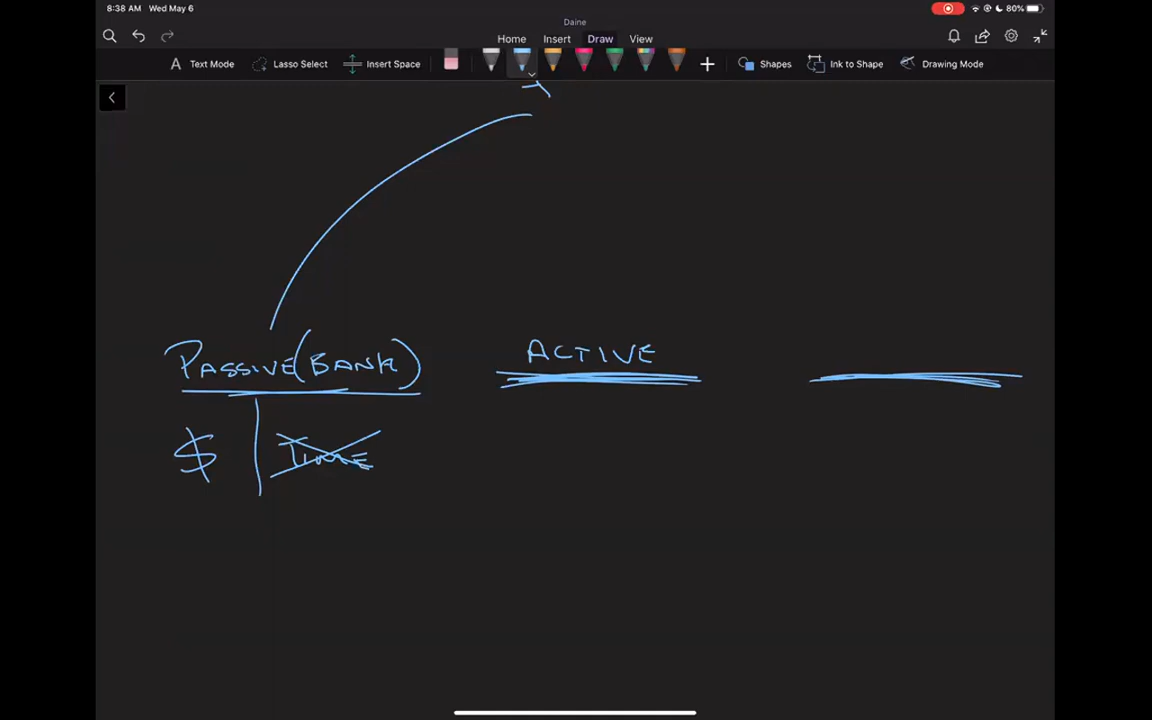 8:38 AM Wed May 6
80%
Daine
Home Insert Draw View
Text Mode Lasso Select Insert Space Shapes Ink to Shape Drawing Mode
PASSIVE (BANK) ACTIVE
$ TIME